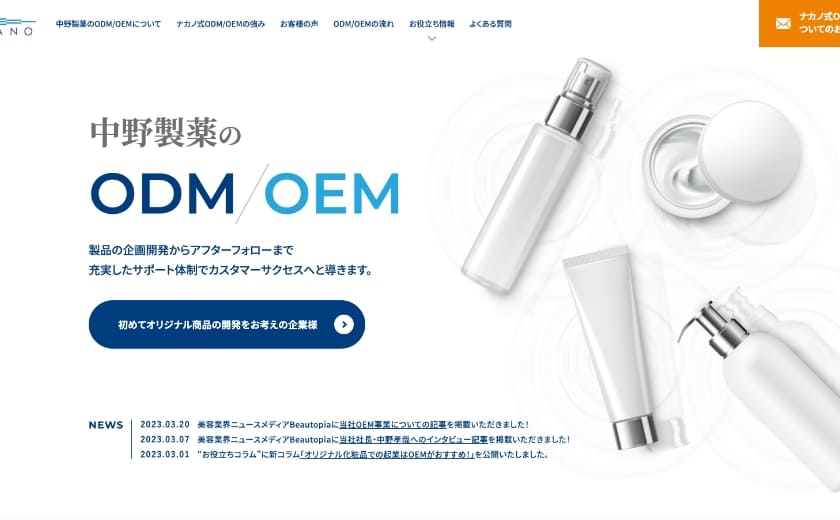 ANO
中野製薬のODM/OEMについて ナカノ式ODM/OEMの強み お客様の声 ODM/OEMの流れ お役立ち情報 よくある質問
ナカノ式O
ついてのお
中野製薬の
ODM/OEM
製品の企画開発からアフターフォローまで
充実したサポート体制でカスタマーサクセスへと導きます。
初めてオリジナル商品の開発をお考えの企業様
NEWS
2023.03.20 美容業界ニュースメディアBeautopiaに当社OEM事業についての記事を掲載いただきました!
2023.03.07 美容業界ニュースメディアBeautopiaに当社社長・中野孝哉へのインタビュー記事を掲載いただきました!
2023.03.01 “お役立ちコラム”に新コラム「オリジナル化粧品での起業はOEMがおすすめ!」を公開いたしました。